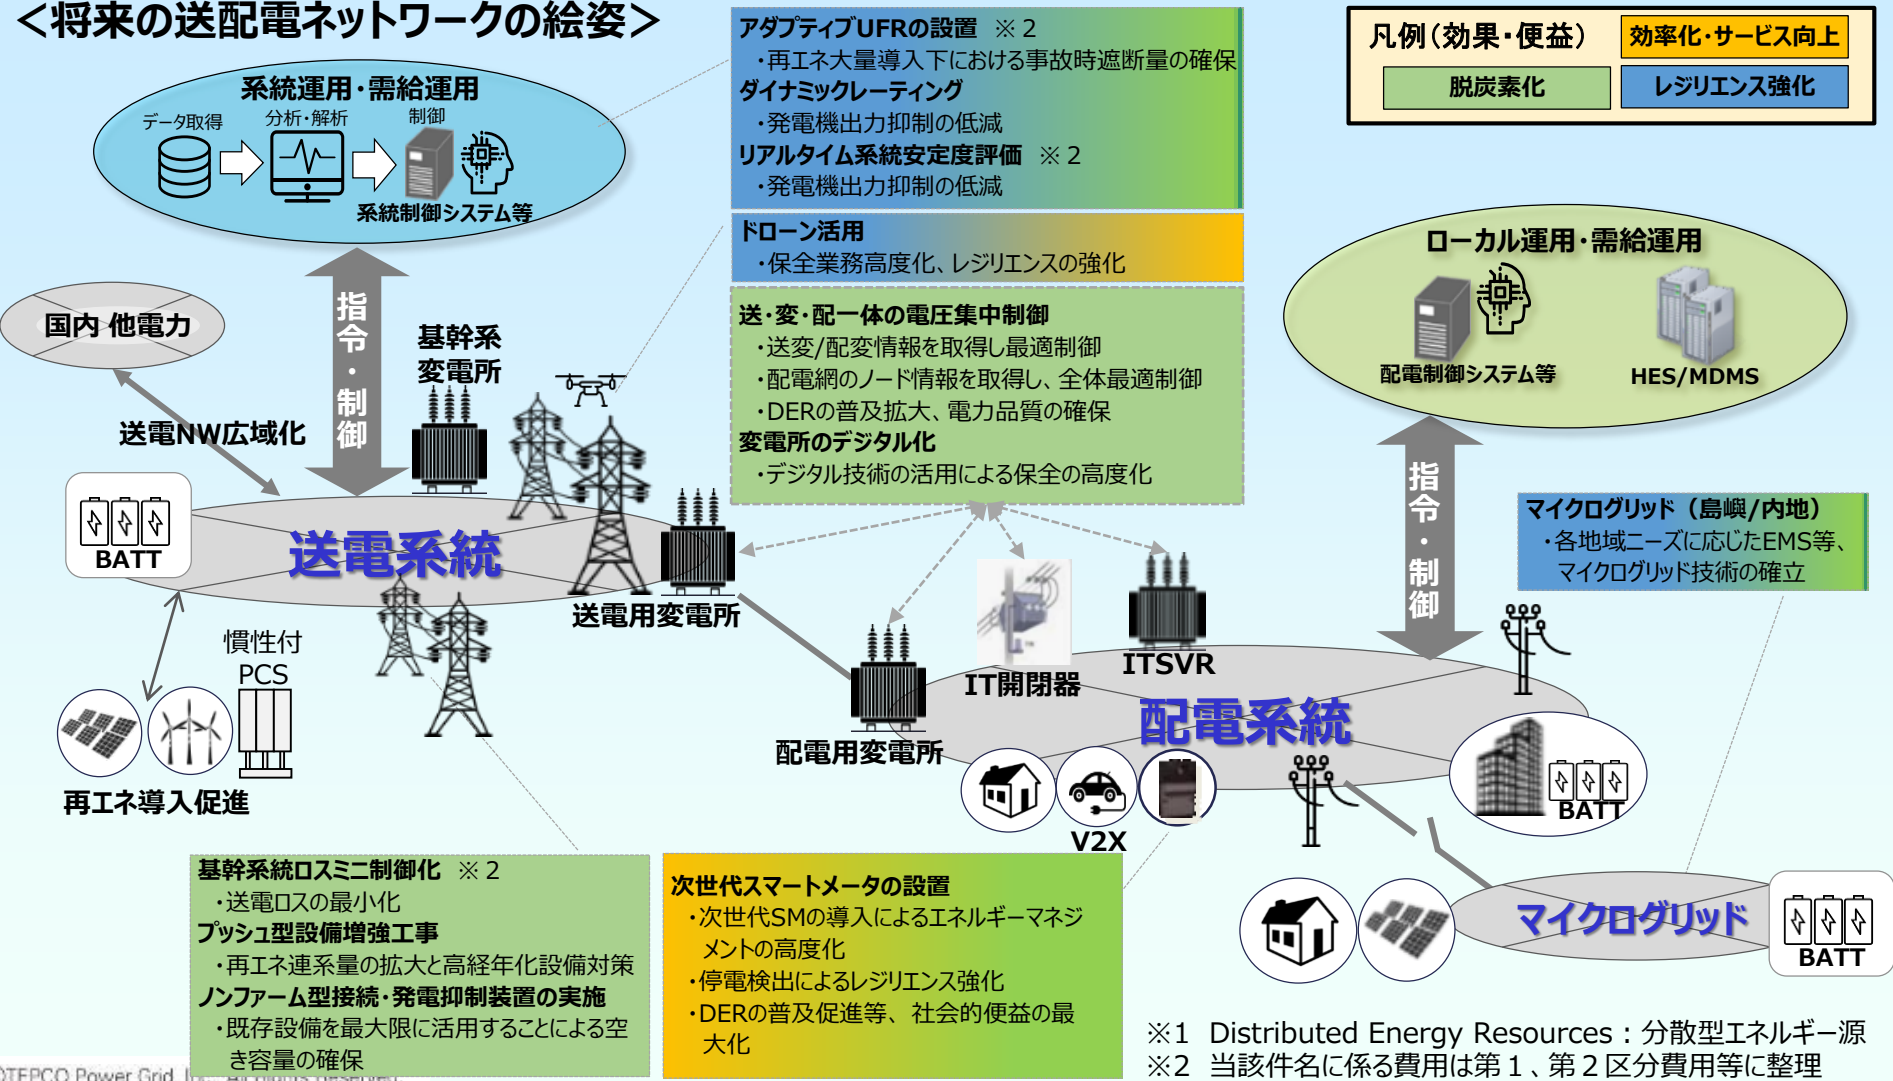 ＜将来の送配電ネットワークの絵姿＞
凡例（効果・便益）
効率化・サービス向上
脱炭素化
レジリエンス強化
系統運用・需給運用
データ取得
分析・解析
制御
系統制御システム等
アダプティブUFRの設置 ※２
・再エネ大量導入下における事故時遮断量の確保
ダイナミックレーティング
・発電機出力抑制の低減
リアルタイム系統安定度評価 ※２
・発電機出力抑制の低減
ドローン活用
・保全業務高度化、レジリエンスの強化
送・変・配一体の電圧集中制御
・送変/配変情報を取得し最適制御
・配電網のノード情報を取得し、全体最適制御
・DERの普及拡大、電力品質の確保
変電所のデジタル化
・デジタル技術の活用による保全の高度化
ローカル運用・需給運用
配電制御システム等
HES/MDMS
国内 他電力
指令・制御
基幹系
変電所
送電NW広域化
BATT
送電系統
送電用変電所
指令・制御
マイクログリッド（島嶼/内地）
・各地域ニーズに応じたEMS等、
マイクログリッド技術の確立
慣性付
PCS
再エネ導入促進
IT開閉器
ITSVR
配電系統
配電用変電所
V2X
BATT
基幹系統ロスミニ制御化 ※２
・送電ロスの最小化
プッシュ型設備増強工事
・再エネ連系量の拡大と高経年化設備対策
ノンファーム型接続・発電抑制装置の実施
・既存設備を最大限に活用することによる空
き容量の確保
次世代スマートメータの設置
・次世代SMの導入によるエネルギーマネジ
メントの高度化
・停電検出によるレジリエンス強化
・DERの普及促進等、社会的便益の最
大化
マイクログリッド
BATT
※1 Distributed Energy Resources：分散型エネルギー源
※2 当該件名に係る費用は第１、第２区分費用等に整理
TEPCO Power Grid, Inc. All Rights Reserved.